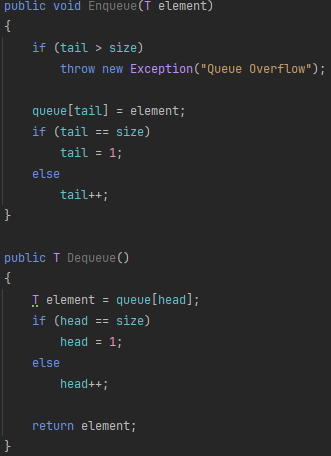 public void Enqueue(T element)
{
    if (tail > size)
        throw new Exception("Queue Overflow");

    queue[tail] = element;
    if (tail == size)
        tail = 1;
    else
        tail++;
}

public T Dequeue()
{
    T element = queue[head];
    if (head == size)
        head = 1;
    else
        head++;

    return element;
}